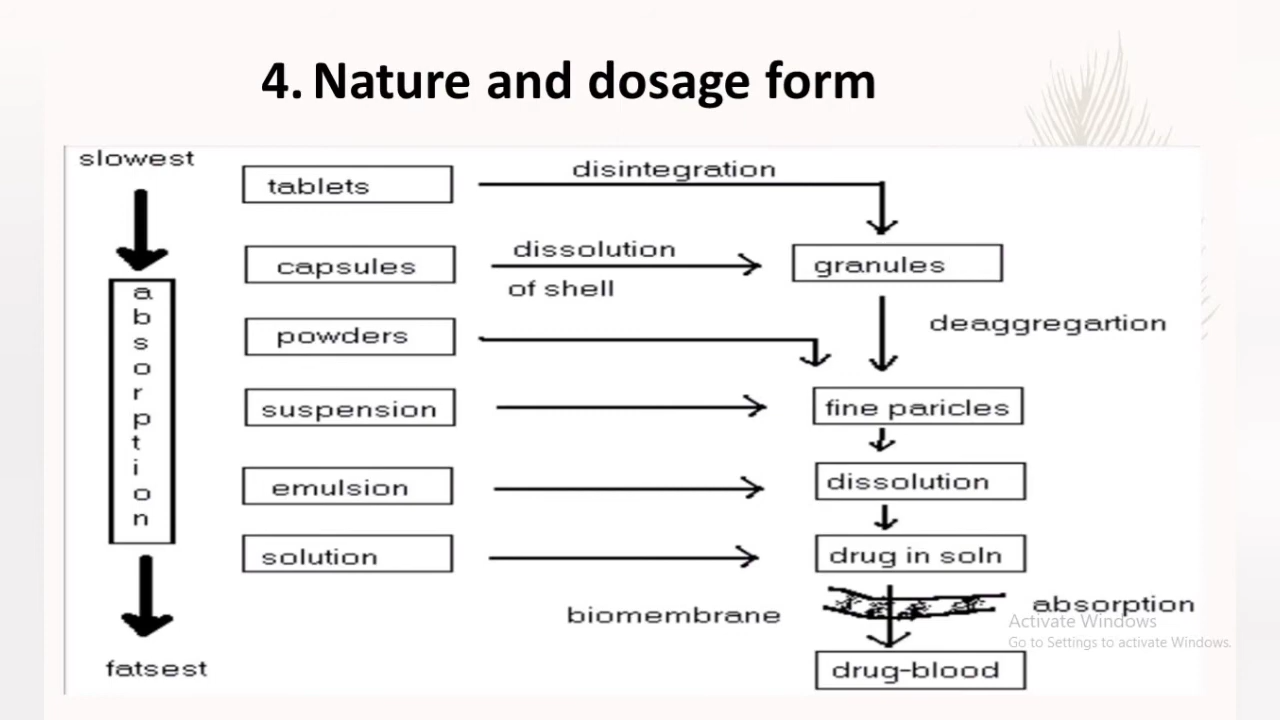 4. Nature and dosage form
slowest
tablets
disintegration
capsules
dissolution
of shell
granules
powders
deaggregartion
suspension
fine paricles
emulsion
dissolution
solution
drug in soln
absorption
biomembrane
absorption
Activate Windows
Go to Settings to activate Windows.
fatsest
drug-blood